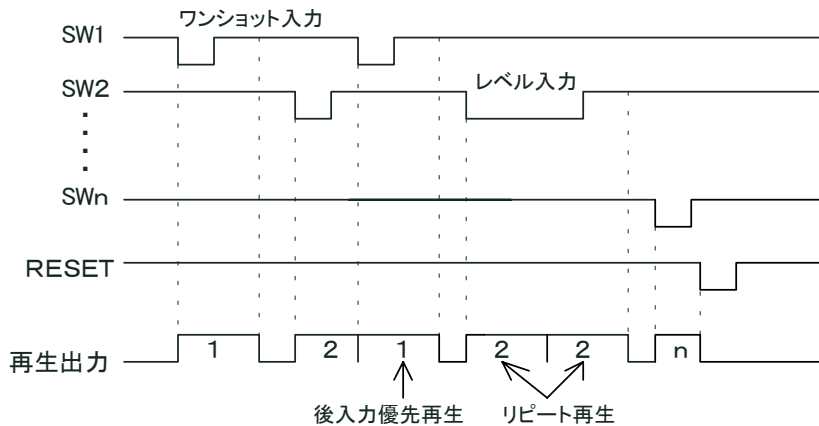 ワンショット入力
SW1
SW2
レベル入力
SWn
RESET
再生出力
1 2 1 2 2 n
後入力優先再生 リピート再生